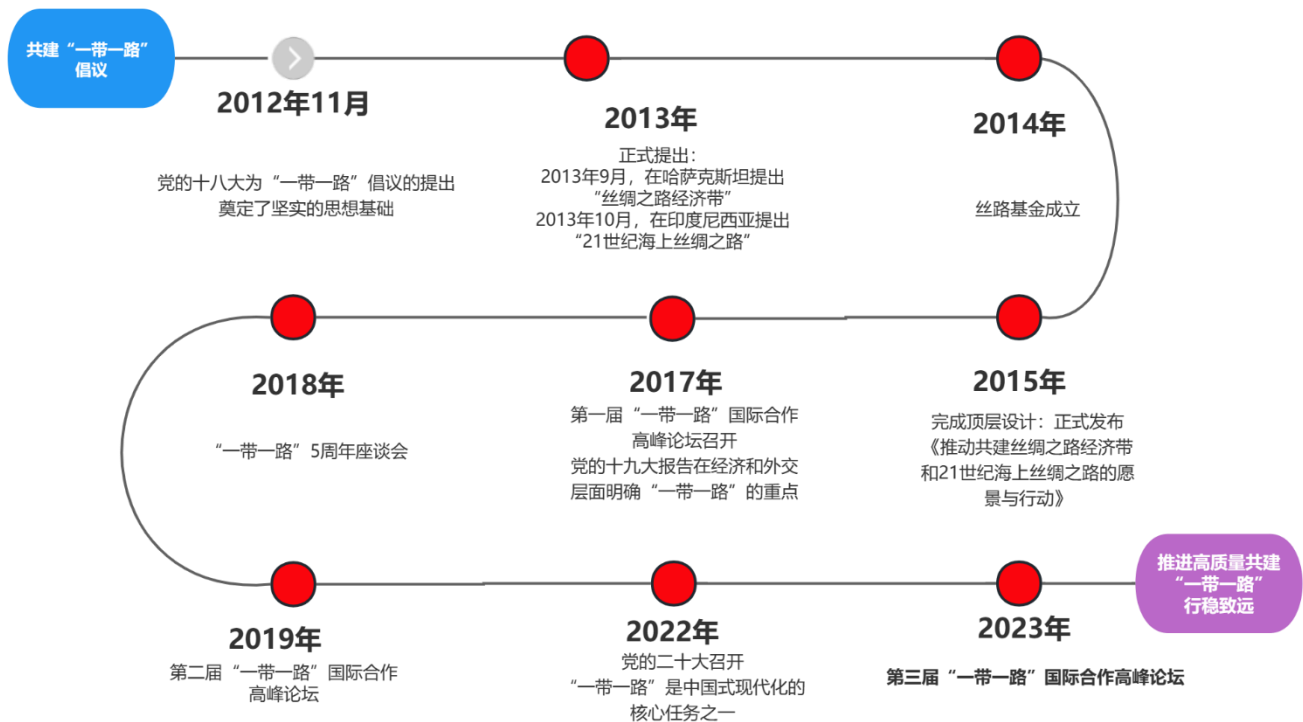 共建“一带一路”
倡议
2012年11月
党的十八大为“一带一路”倡议的提出
奠定了坚实的思想基础
2013年
正式提出：
2013年9月，在哈萨克斯坦提出
“丝绸之路经济带”
2013年10月，在印度尼西亚提出
“21世纪海上丝绸之路”
2014年
丝路基金成立
2015年
完成顶层设计：正式发布
《推动共建丝绸之路经济带
和21世纪海上丝绸之路的愿
景与行动》
2017年
第一届“一带一路”国际合作
高峰论坛召开
党的十九大报告在经济和外交
层面明确“一带一路”的重点
2018年
“一带一路”5周年座谈会
2019年
第二届“一带一路”国际合作
高峰论坛
2022年
党的二十大召开
“一带一路”是中国式现代化的
核心任务之一
2023年
第三届“一带一路”国际合作高峰论坛
推进高质量共建
“一带一路”
行稳致远